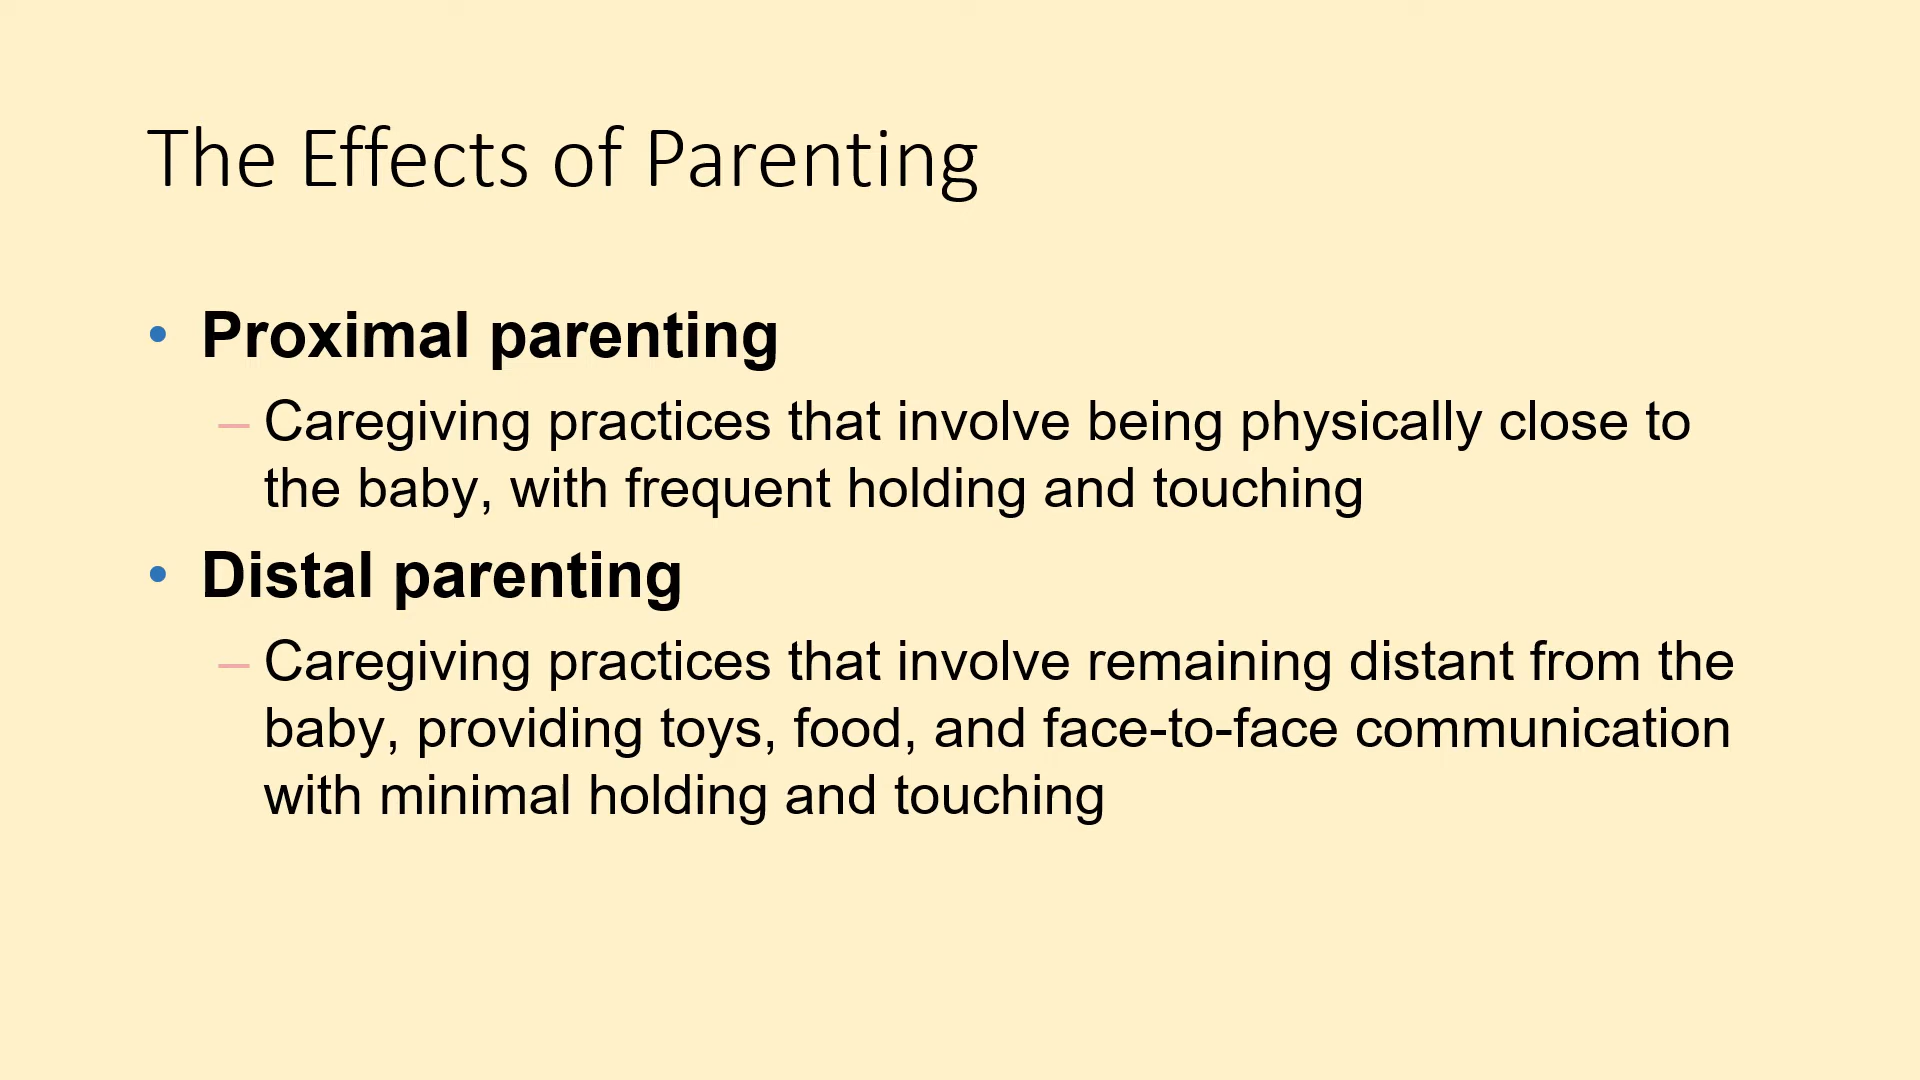 The Effects of Parenting
• Proximal parenting
– Caregiving practices that involve being physically close to
the baby, with frequent holding and touching
• Distal parenting
– Caregiving practices that involve remaining distant from the
baby, providing toys, food, and face-to-face communication
with minimal holding and touching